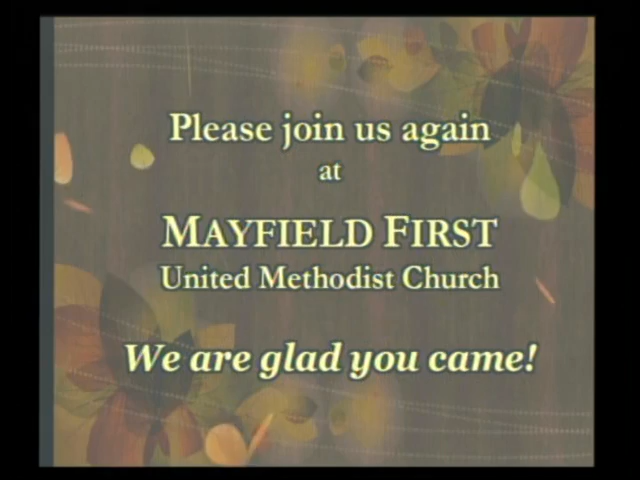 Please join us again
at
MAYFIELD FIRST
United Methodist Church
We are glad you came!